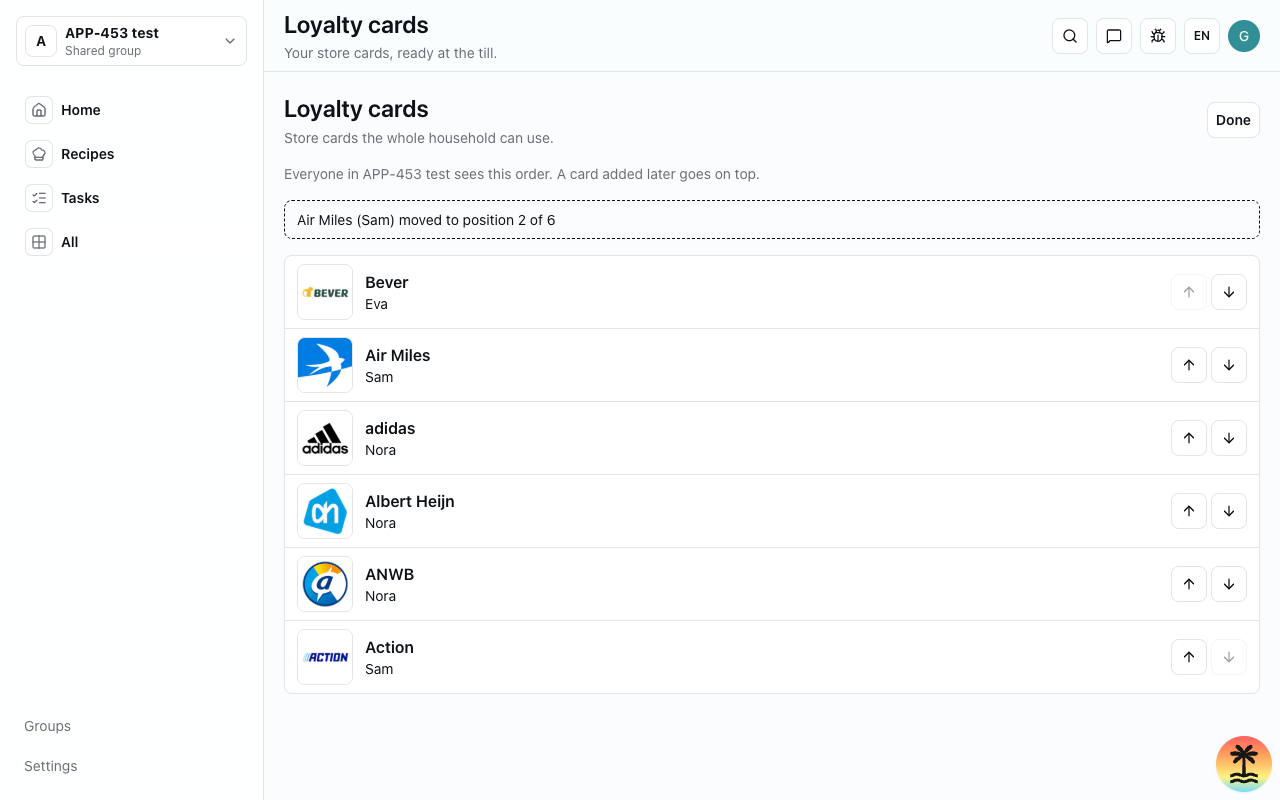 A
APP-453 test
Shared group
Home
Recipes
Tasks
All
Groups
Settings
Loyalty cards
Your store cards, ready at the till.
EN
G
Loyalty cards
Store cards the whole household can use.
Done
Everyone in APP-453 test sees this order. A card added later goes on top.
Air Miles (Sam) moved to position 2 of 6
BEVER
Bever
Eva
Air Miles
Sam
adidas
adidas
Nora
ah
Albert Heijn
Nora
a
ANWB
Nora
ACTION
Action
Sam